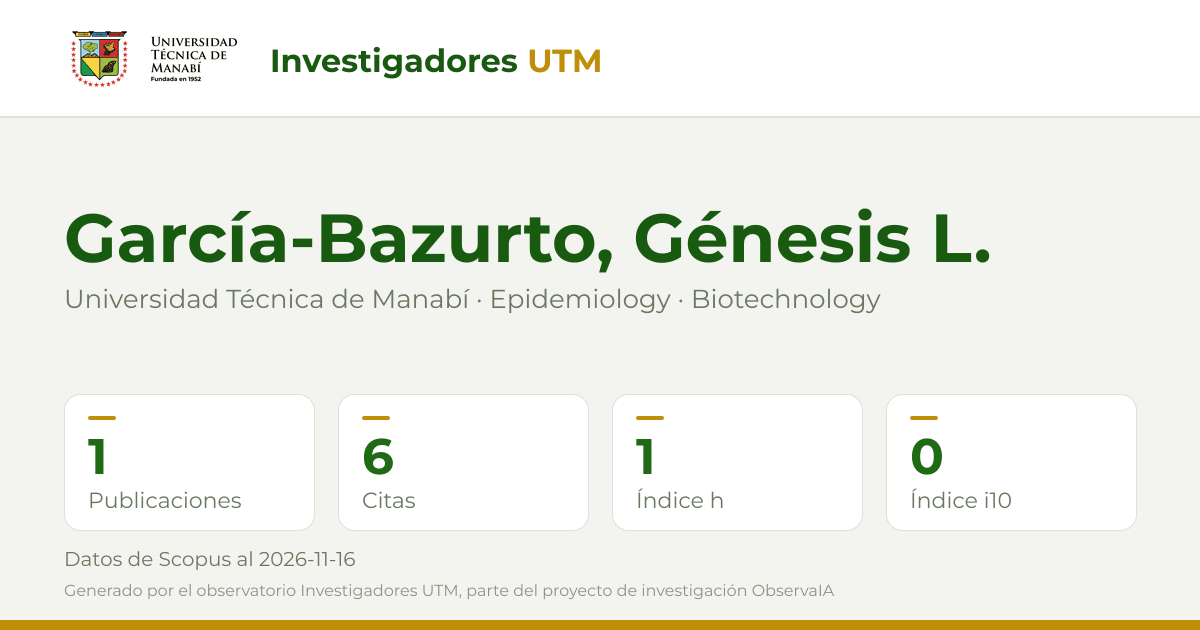 UNIVERSIDAD
TÉCNICA DE
MANABÍ
Fundada en 1952
Investigadores UTM
García-Bazurto, Génesis L.
Universidad Técnica de Manabí · Epidemiology · Biotechnology
1
Publicaciones
6
Citas
1
Índice h
0
Índice i10
Datos de Scopus al 2026-11-16
Generado por el observatorio Investigadores UTM, parte del proyecto de investigación ObservaIA